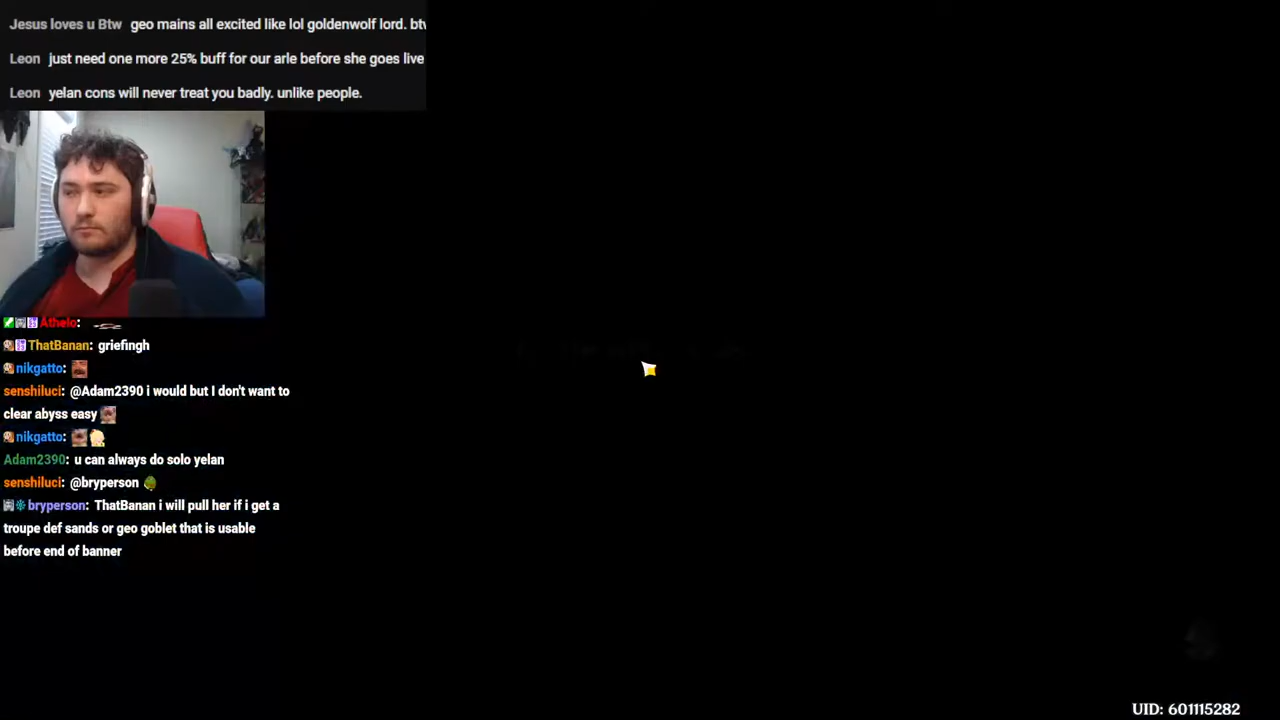 Jesus loves u Btw geo mains all excited like lol goldenwolf lord. btw
Leon just need one more 25% buff for our arle before she goes live
Leon yelan cons will never treat you badly. unlike people.
Athelo:
ThatBanan: griefingh
nikgatto:
senshiluci: @Adam2390 i would but I don't want to
clear abyss easy
nikgatto:
Adam2390: u can always do solo yelan
senshiluci: @bryperson
bryperson: ThatBanan i will pull her if i get a
troupe def sands or geo goblet that is usable
before end of banner
UID: 601115282